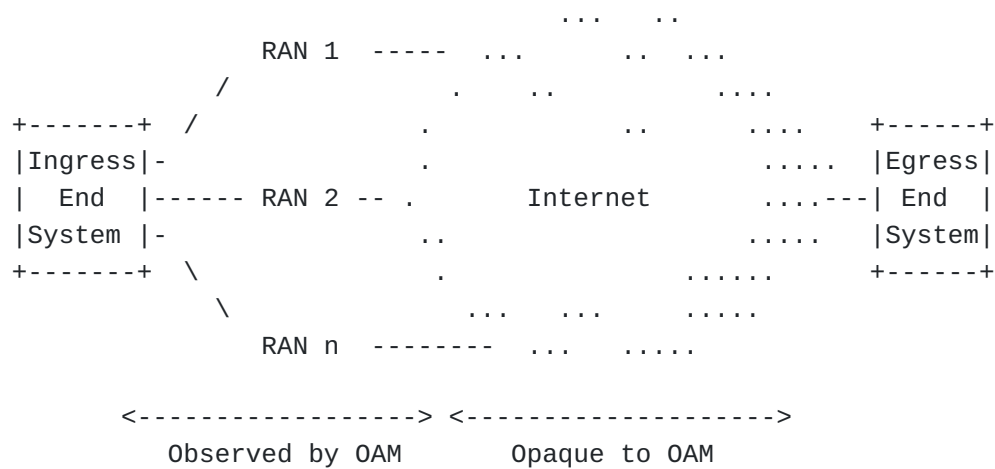 ...   ..
                RAN 1  -----  ...      ..  ...
             /               .    ..          ....
+-------+  /               .            ..      ....    +------+
|Ingress|-                 .                     .....  |Egress|
|  End  |------ RAN 2 -- .       Internet       ....---| End  |
|System |-                 ..                   .....   |System|
+-------+  \                .               ......      +------+
             \               ...   ...     .....
                RAN n  --------  ...   .....
       <------------------> <-------------------->
          Observed by OAM       Opaque to OAM